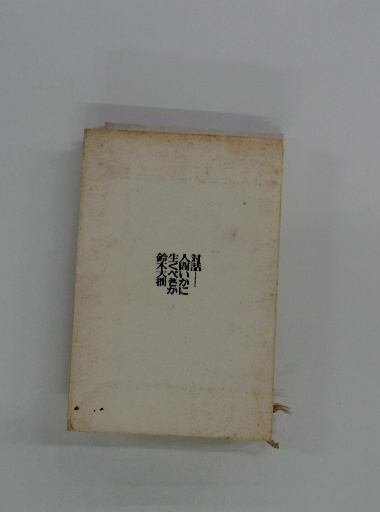 対話——
人間いかに
生くべきか
鈴木大拙